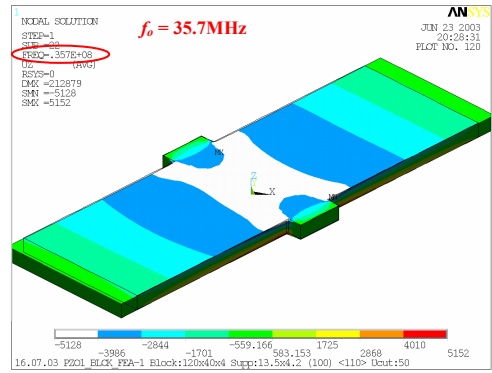 1
NODAL SOLUTION
STEP=1
SUB =22
FREQ=.357E+08
UZ (AVG)
RSYS=0
DMX =212879
SMN =-5128
SMX =5152
fo = 35.7MHz
ANSYS
JUN 23 2003
20:28:31
PLOT NO. 120
MX
Z
X
MN
-5128 -2844 -559.166 1725 4010
-3986 -1701 583.153 2868 5152
16.07.03 PZO1_BLCK_FEA-1 Block:120x40x4 Supp:13.5x4.2 (100) <110> Ucut:50